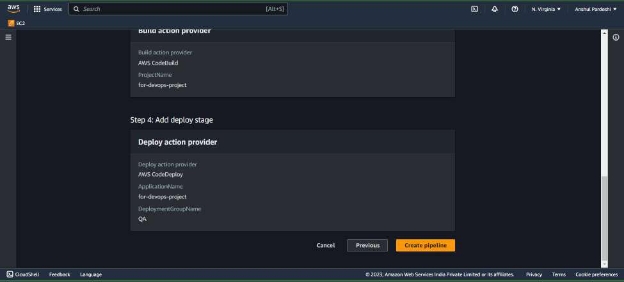 aws
Services
Search
[Alt+S]
N. Virginia
Anshul Pardeshi
EC2
Build action provider
Build action provider
AWS CodeBuild
ProjectName
for-devops-project
Step 4: Add deploy stage
Deploy action provider
Deploy action provider
AWS CodeDeploy
ApplicationName
for-devops-project
DeploymentGroupName
QA
Cancel
Previous
Create pipeline
CloudShell
Feedback
Language
© 2023, Amazon Web Services India Private Limited or its affiliates.
Privacy
Terms
Cookie preferences